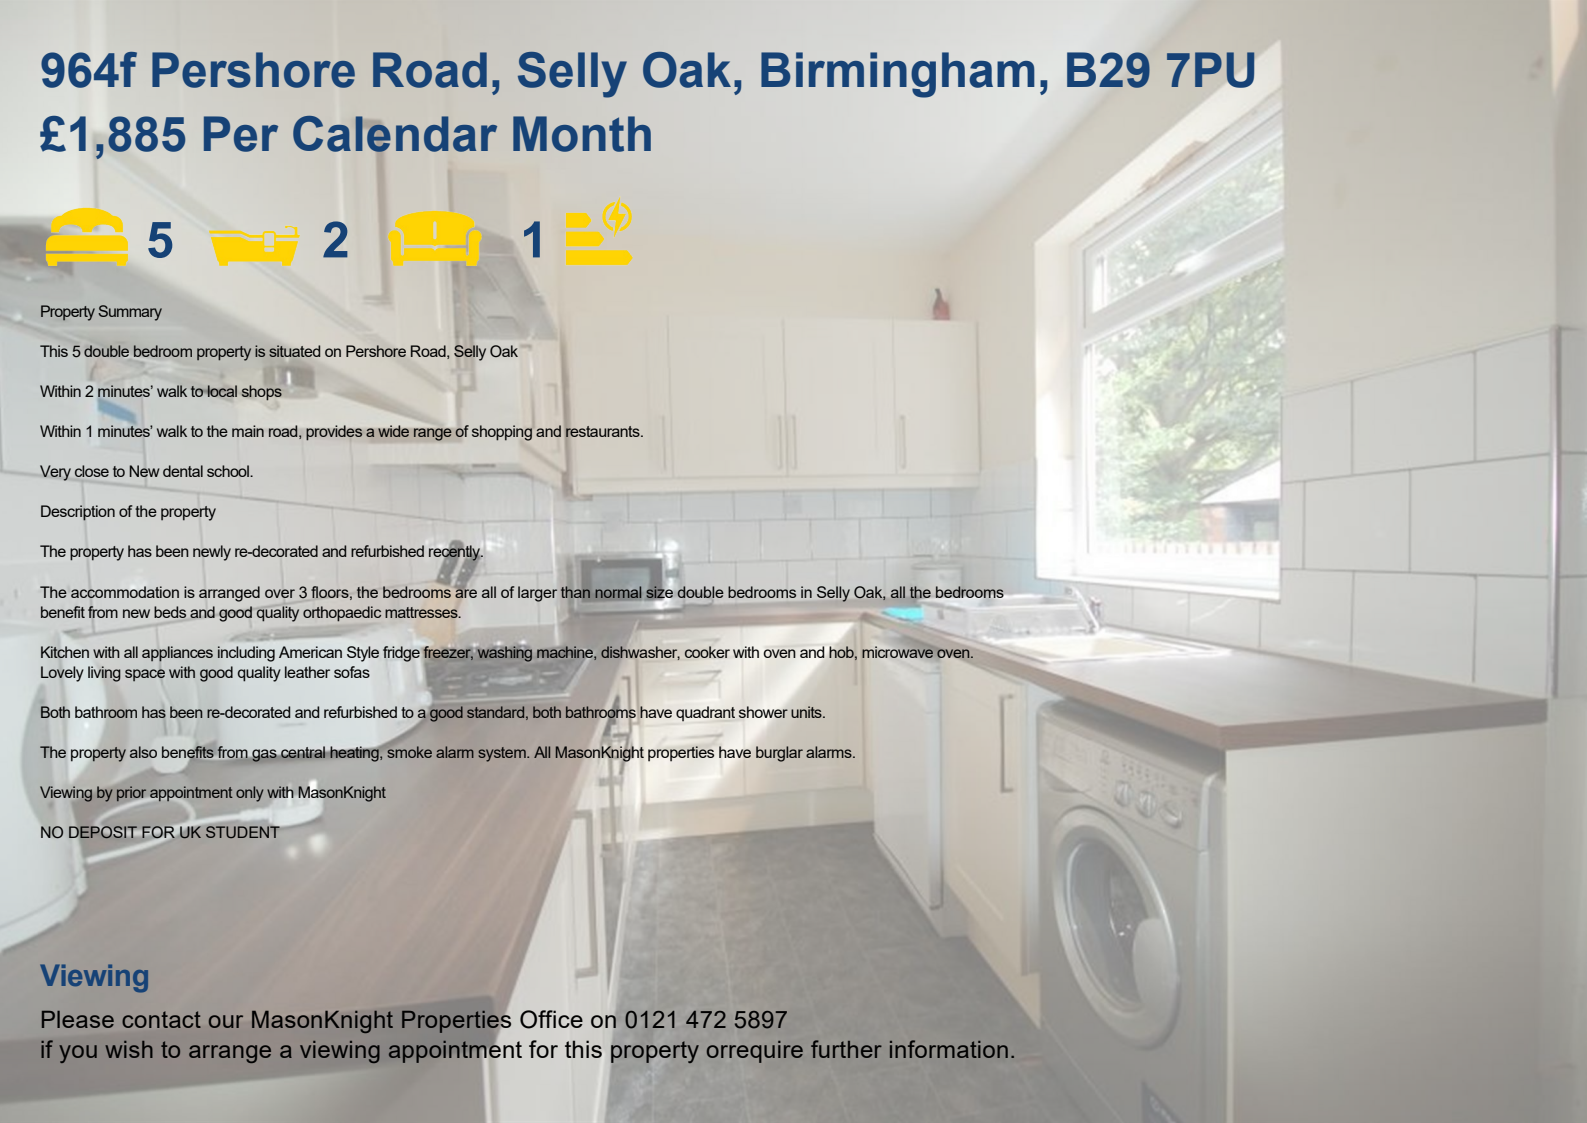 964f Pershore Road, Selly Oak, Birmingham, B29 7PU
£1,885 Per Calendar Month
5 2 1
Property Summary
This 5 double bedroom property is situated on Pershore Road, Selly Oak
Within 2 minutes’ walk to local shops
Within 1 minutes’ walk to the main road, provides a wide range of shopping and restaurants.
Very close to New dental school.
Description of the property
The property has been newly re-decorated and refurbished recently.
The accommodation is arranged over 3 floors, the bedrooms are all of larger than normal size double bedrooms in Selly Oak, all the bedrooms
benefit from new beds and good quality orthopaedic mattresses.
Kitchen with all appliances including American Style fridge freezer, washing machine, dishwasher, cooker with oven and hob, microwave oven.
Lovely living space with good quality leather sofas
Both bathroom has been re-decorated and refurbished to a good standard, both bathrooms have quadrant shower units.
The property also benefits from gas central heating, smoke alarm system. All MasonKnight properties have burglar alarms.
Viewing by prior appointment only with MasonKnight
NO DEPOSIT FOR UK STUDENT
Viewing
Please contact our MasonKnight Properties Office on 0121 472 5897
if you wish to arrange a viewing appointment for this property orrequire further information.